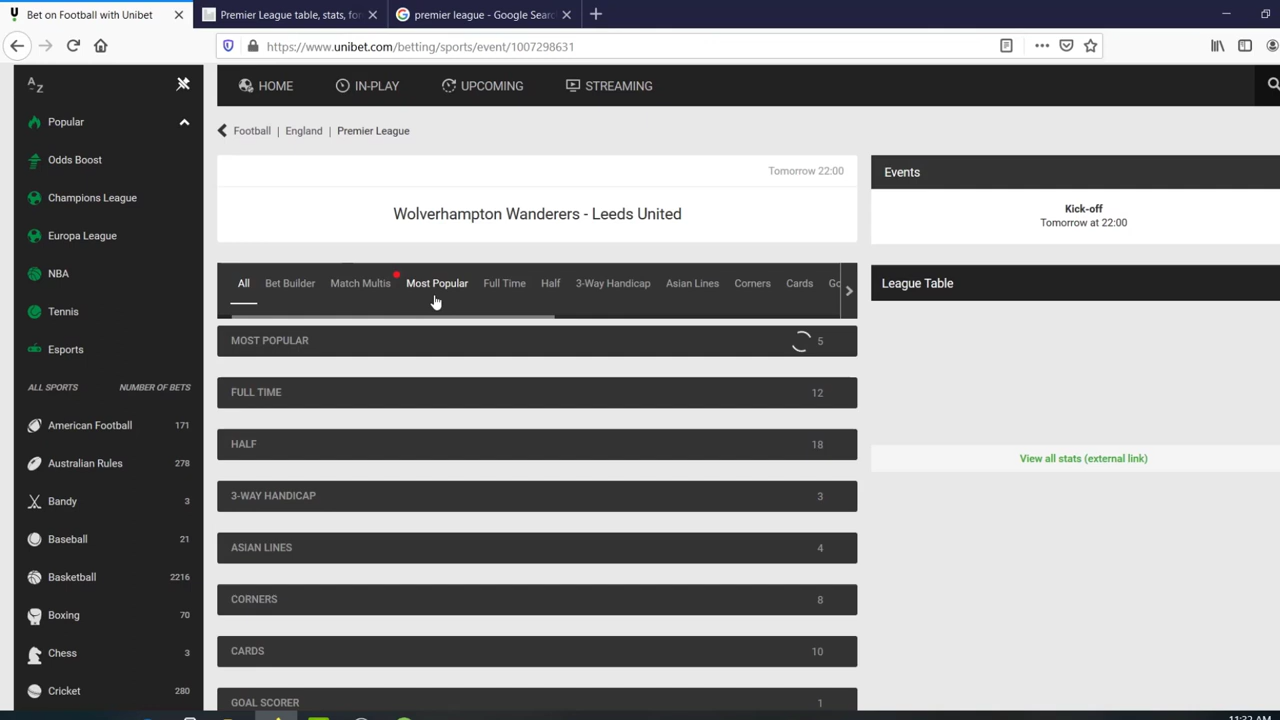 Bet on Football with Unibet
Premier League table, stats, for
premier league - Google Searc
https://www.unibet.com/betting/sports/event/1007298631
A Z
HOME
IN-PLAY
UPCOMING
STREAMING
Popular
Odds Boost
Champions League
Europa League
NBA
Tennis
Esports
ALL SPORTS NUMBER OF BETS
American Football 171
Australian Rules 278
Bandy 3
Baseball 21
Basketball 2216
Boxing 70
Chess 3
Cricket 280
Football | England | Premier League
Tomorrow 22:00
Wolverhampton Wanderers - Leeds United
All
Bet Builder
Match Multis
Most Popular
Full Time
Half
3-Way Handicap
Asian Lines
Corners
Cards
Go
MOST POPULAR 5
FULL TIME 12
HALF 18
3-WAY HANDICAP 3
ASIAN LINES 4
CORNERS 8
CARDS 10
GOAL SCORER 1
Events
Kick-off
Tomorrow at 22:00
League Table
View all stats (external link)